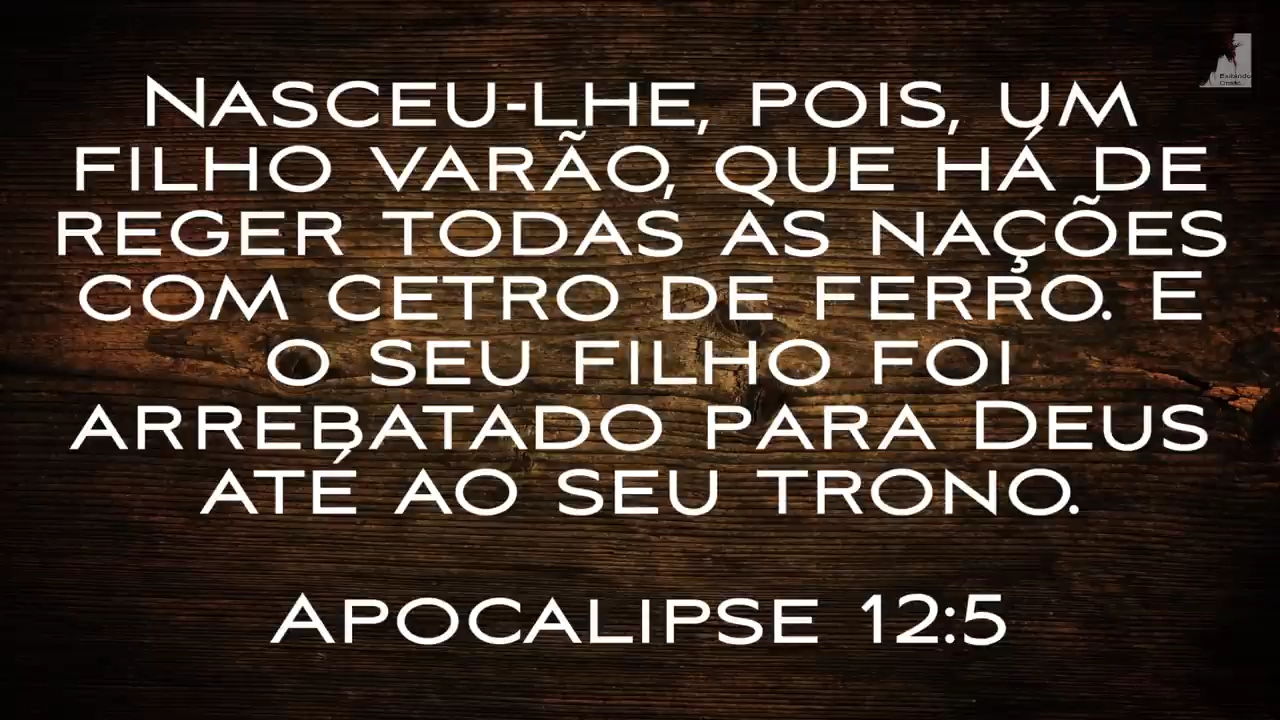 Nasceu-lhe, pois, um
filho varão, que há de
reger todas as nações
com cetro de ferro. E
o seu filho foi
arrebatado para Deus
até ao seu trono.
Apocalipse 12:5